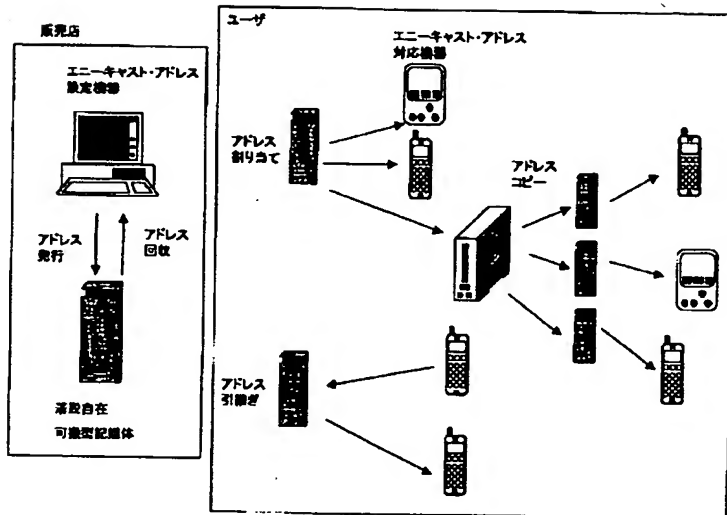 販売店
エニーキャスト・アドレス
設定機器
アドレス
発行
アドレス
回収
着脱自在
可搬型記憶体
ユーザ
エニーキャスト・アドレス
対応機器
アドレス
割り当て
アドレス
コピー
アドレス
引継ぎ